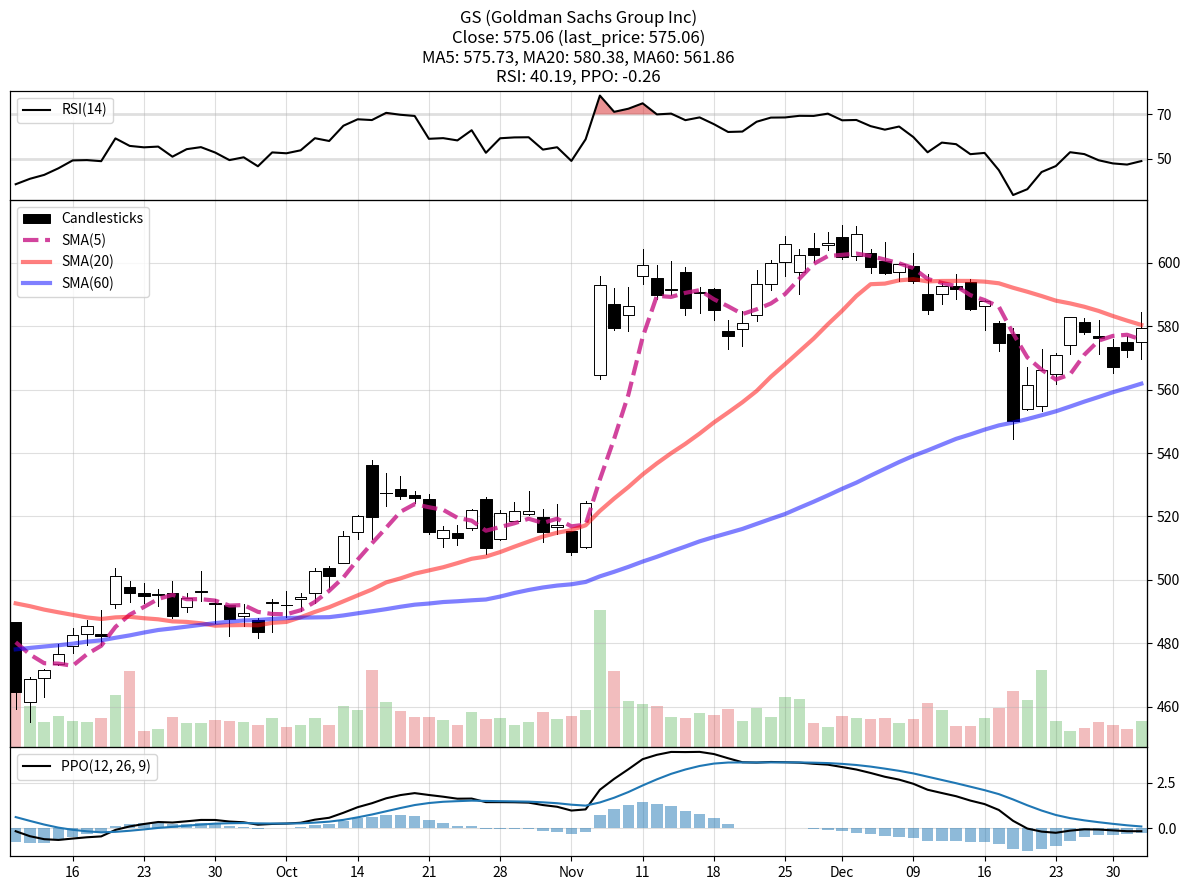 GS (Goldman Sachs Group Inc)
Close: 575.06 (last_price: 575.06)
MA5: 575.73, MA20: 580.38, MA60: 561.86
RSI: 40.19, PPO: -0.26
RSI(14)
70
50
Candlesticks
SMA(5)
SMA(20)
SMA(60)
600
580
560
540
520
500
480
460
PPO(12, 26, 9)
2.5
0.0
16 23 30 Oct 14 21 28 Nov 11 18 25 Dec 09 16 23 30